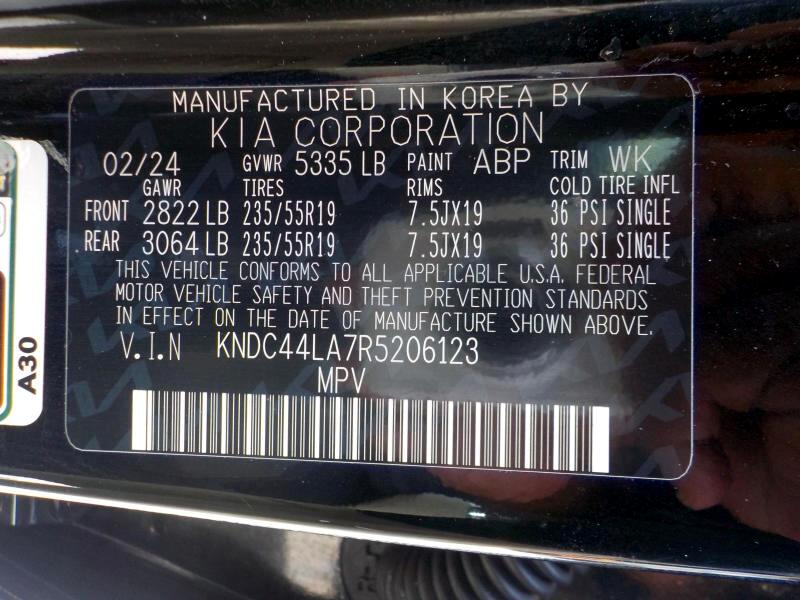 MANUFACTURED IN KOREA BY
KIA CORPORATION
02/24 GVWR 5335 LB PAINT ABP TRIM WK
GAWR TIRES RIMS COLD TIRE INFL
FRONT 2822 LB 235/55R19 7.5JX19 36 PSI SINGLE
REAR 3064 LB 235/55R19 7.5JX19 36 PSI SINGLE
THIS VEHICLE CONFORMS TO ALL APPLICABLE U.S.A. FEDERAL
MOTOR VEHICLE SAFETY AND THEFT PREVENTION STANDARDS
IN EFFECT ON THE DATE OF MANUFACTURE SHOWN ABOVE.
V.I.N KNDC44LA7R5206123
MPV
A30